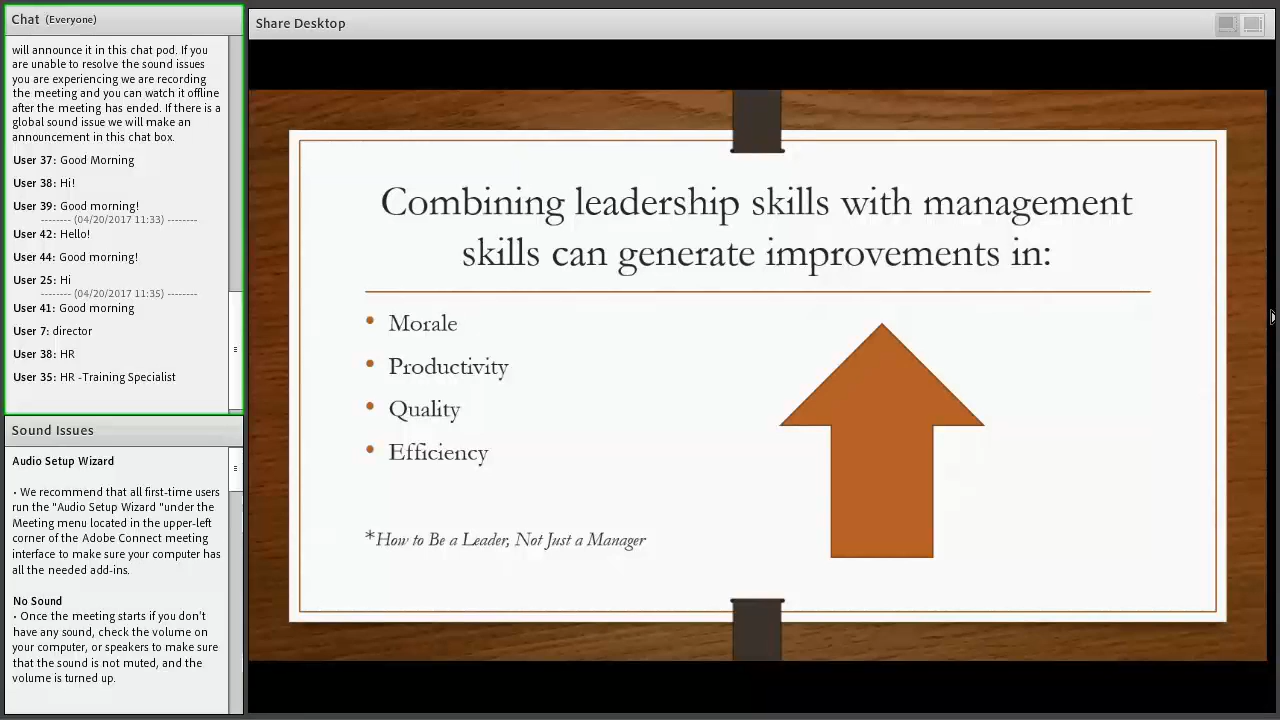 Chat (Everyone)
will announce it in this chat pod. If you
are unable to resolve the sound issues
you are experiencing we are recording
the meeting and you can watch it offline
after the meeting has ended. If there is a
global sound issue we will make an
announcement in this chat box.
User 37: Good Morning
User 38: Hi!
User 39: Good morning!
-------- (04/20/2017 11:33) --------
User 42: Hello!
User 44: Good morning!
User 25: Hi
-------- (04/20/2017 11:35) --------
User 41: Good morning
User 7: director
User 38: HR
User 35: HR -Training Specialist
Sound Issues
Audio Setup Wizard
• We recommend that all first-time users
run the "Audio Setup Wizard "under the
Meeting menu located in the upper-left
corner of the Adobe Connect meeting
interface to make sure your computer has
all the needed add-ins.
No Sound
• Once the meeting starts if you don't
have any sound, check the volume on
your computer, or speakers to make sure
that the sound is not muted, and the
volume is turned up.
Share Desktop
Combining leadership skills with management
skills can generate improvements in:
• Morale
• Productivity
• Quality
• Efficiency
*How to Be a Leader, Not Just a Manager